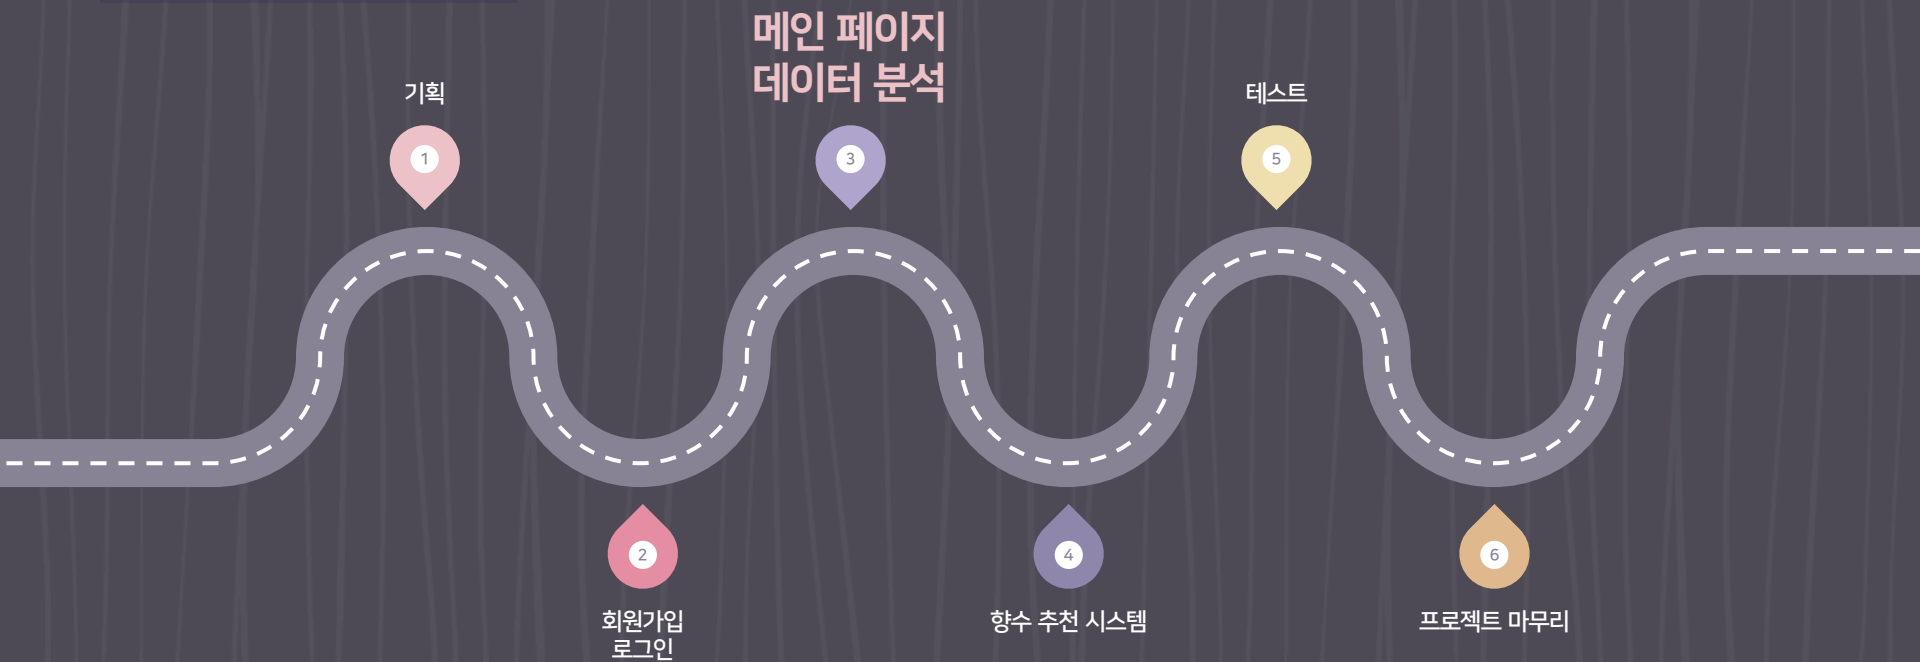 메인 페이지
데이터 분석
기획
테스트
1
3
5
2
4
6
회원가입
로그인
향수 추천 시스템
프로젝트 마무리